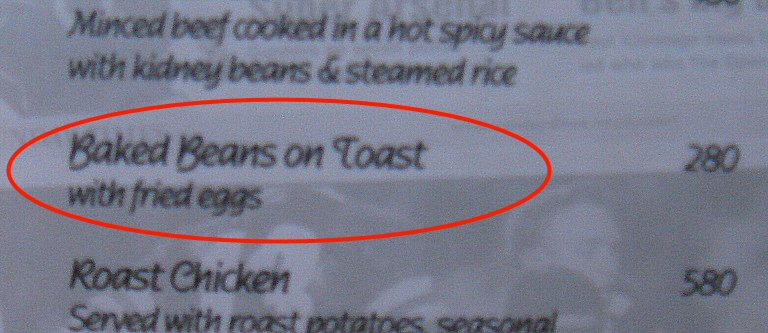 Minced beef cooked in a hot spicy sauce
with kidney beans & steamed rice
Baked Beans on Toast 280
with fried eggs
Roast Chicken 580
Served with roast potatoes, seasonal